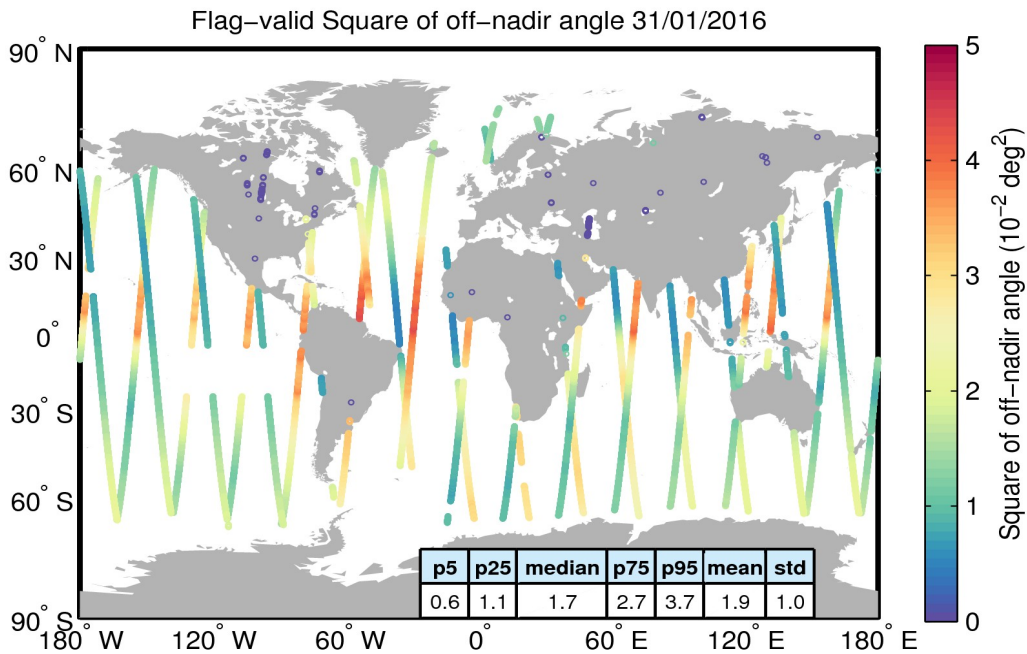 Flag-valid Square of off-nadir angle 31/01/2016
90° N
60° N
30° N
0°
30° S
60° S
90° S
180° W
120° W
60° W
0°
60° E
120° E
180° E
p5 p25 median p75 p95 mean std
0.6 1.1 1.7 2.7 3.7 1.9 1.0
5
4
3
2
1
0
Square of off-nadir angle (10⁻² deg²)